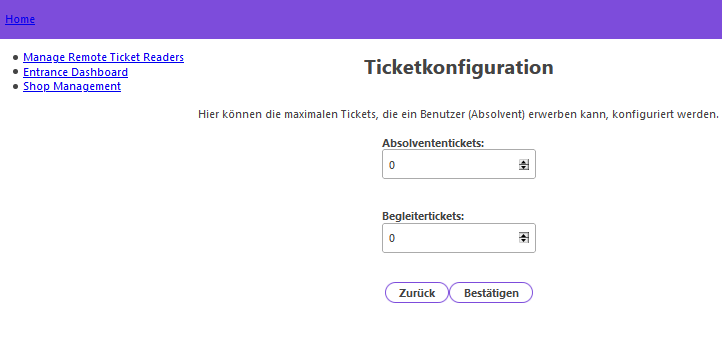 Home
Manage Remote Ticket Readers
Entrance Dashboard
Shop Management
Ticketkonfiguration
Hier können die maximalen Tickets, die ein Benutzer (Absolvent) erwerben kann, konfiguriert werden.
Absolvententickets:
0
Begleitertickets:
0
Zurück Bestätigen